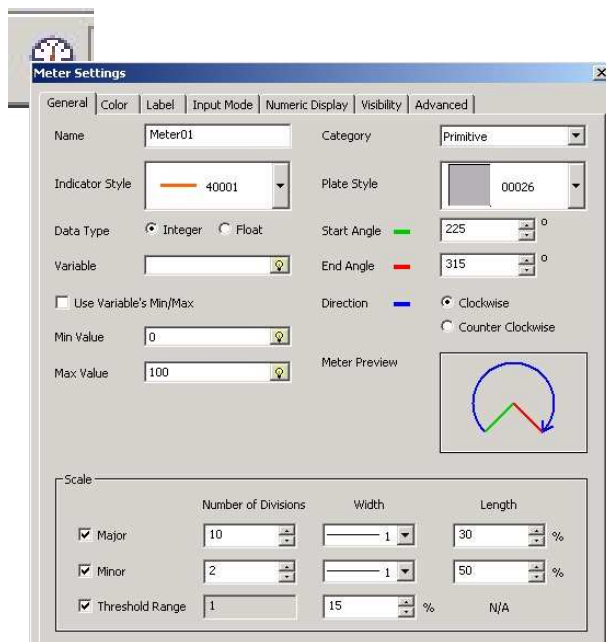 Meter Settings
General Color Label Input Mode Numeric Display Visibility Advanced
Name Meter01 Category Primitive
Indicator Style 40001 Plate Style 00026
Data Type Integer Float Start Angle 225 o
Variable End Angle 315 o
Use Variable's Min/Max Direction Clockwise
Counter Clockwise
Min Value 0
Max Value 100 Meter Preview
Scale
Number of Divisions Width Length
Major 10 1 30 %
Minor 2 1 50 %
Threshold Range 1 15 % N/A